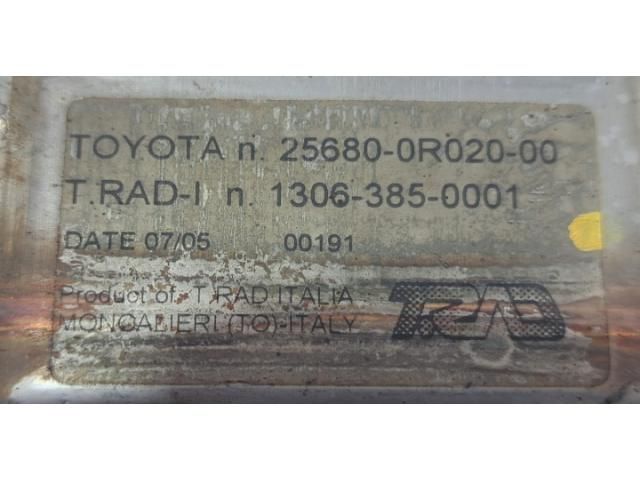 TOYOTA n. 25680-0R020-00
T.RAD-I n. 1306-385-0001
DATE 07/05 00191
Product of T.RAD ITALIA
MONCALIERI (TO)-ITALY
TRAD